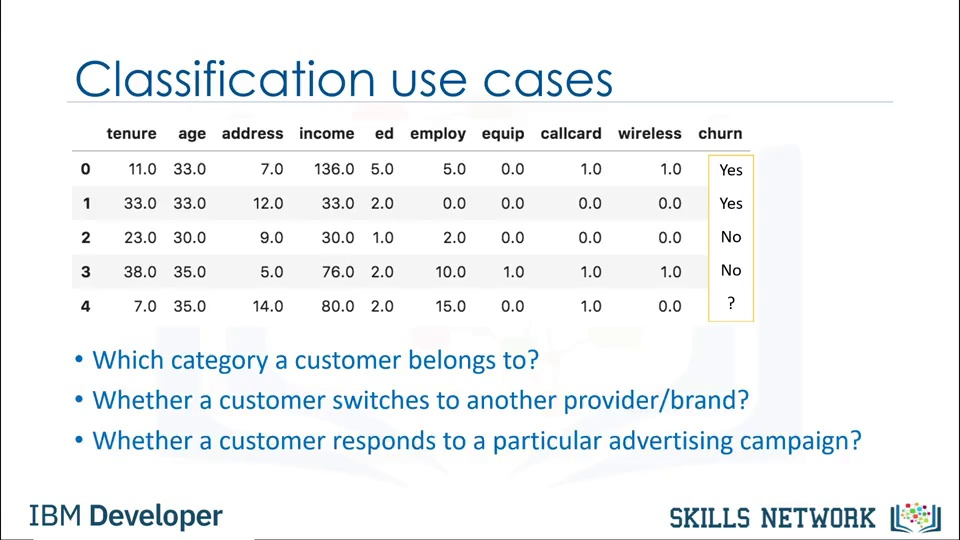 Classification use cases
tenure age address income ed employ equip callcard wireless churn
0 11.0 33.0 7.0 136.0 5.0 5.0 0.0 1.0 1.0 Yes
1 33.0 33.0 12.0 33.0 2.0 0.0 0.0 0.0 0.0 Yes
2 23.0 30.0 9.0 30.0 1.0 2.0 0.0 0.0 0.0 No
3 38.0 35.0 5.0 76.0 2.0 10.0 1.0 1.0 1.0 No
4 7.0 35.0 14.0 80.0 2.0 15.0 0.0 1.0 0.0 ?
• Which category a customer belongs to?
• Whether a customer switches to another provider/brand?
• Whether a customer responds to a particular advertising campaign?
IBM Developer
SKILLS NETWORK